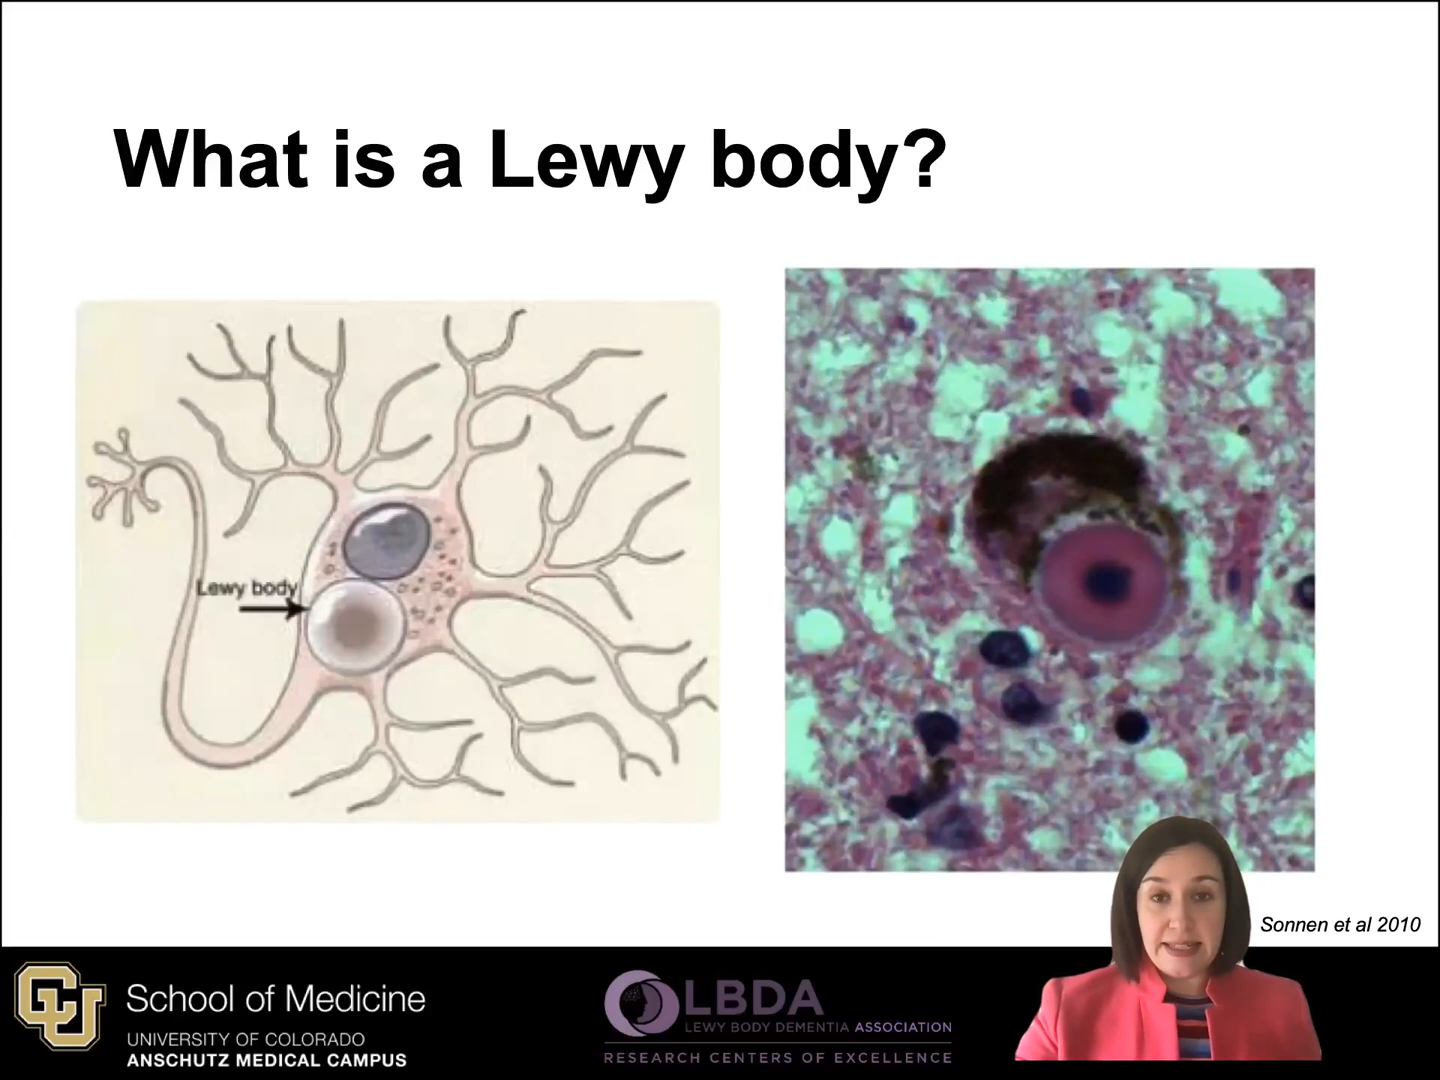 What is a Lewy body?
Lewy body
Sonnen et al 2010
CU
School of Medicine
UNIVERSITY OF COLORADO
ANSCHUTZ MEDICAL CAMPUS
LBDA
LEWY BODY DEMENTIA ASSOCIATION
RESEARCH CENTERS OF EXCELLENCE